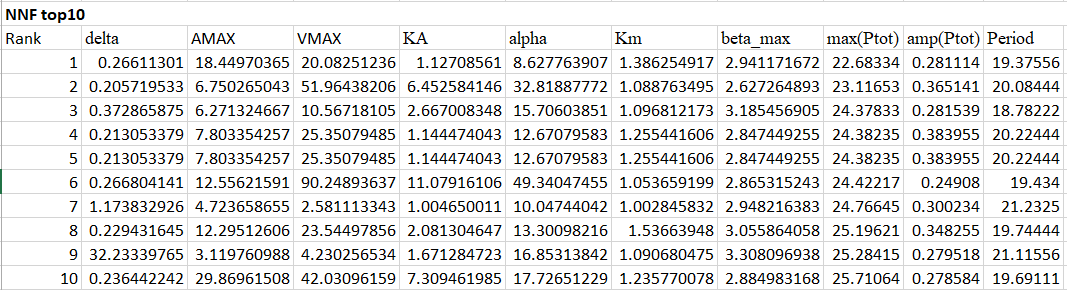 NNF top10
Rank delta AMAX VMAX KA alpha Km beta_max max(Ptot) amp(Ptot) Period
1 0.26611301 18.44970365 20.08251236 1.12708561 8.627763907 1.386254917 2.941171672 22.68334 0.281114 19.37556
2 0.205719533 6.750265043 51.96438206 6.452584146 32.81887772 1.088763495 2.627264893 23.11653 0.365141 20.08444
3 0.372865875 6.271324667 10.56718105 2.667008348 15.70603851 1.096812173 3.185456905 24.37833 0.281539 18.78222
4 0.213053379 7.803354257 25.35079485 1.144474043 12.67079583 1.255441606 2.847449255 24.38235 0.383955 20.22444
5 0.213053379 7.803354257 25.35079485 1.144474043 12.67079583 1.255441606 2.847449255 24.38235 0.383955 20.22444
6 0.266804141 12.55621591 90.24893637 11.07916106 49.34047455 1.053659199 2.865315243 24.42217 0.24908 19.434
7 1.173832926 4.723658655 2.581113343 1.004650011 10.04744042 1.002845832 2.948216383 24.76645 0.300234 21.2325
8 0.229431645 12.29512606 23.54497856 2.081304647 13.30098216 1.53663948 3.055864058 25.19621 0.348255 19.74444
9 32.23339765 3.119760988 4.230256534 1.671284723 16.85313842 1.090680475 3.308096938 25.28415 0.279518 21.11556
10 0.236442242 29.86961508 42.03096159 7.309461985 17.72651229 1.235770078 2.884983168 25.71064 0.278584 19.69111